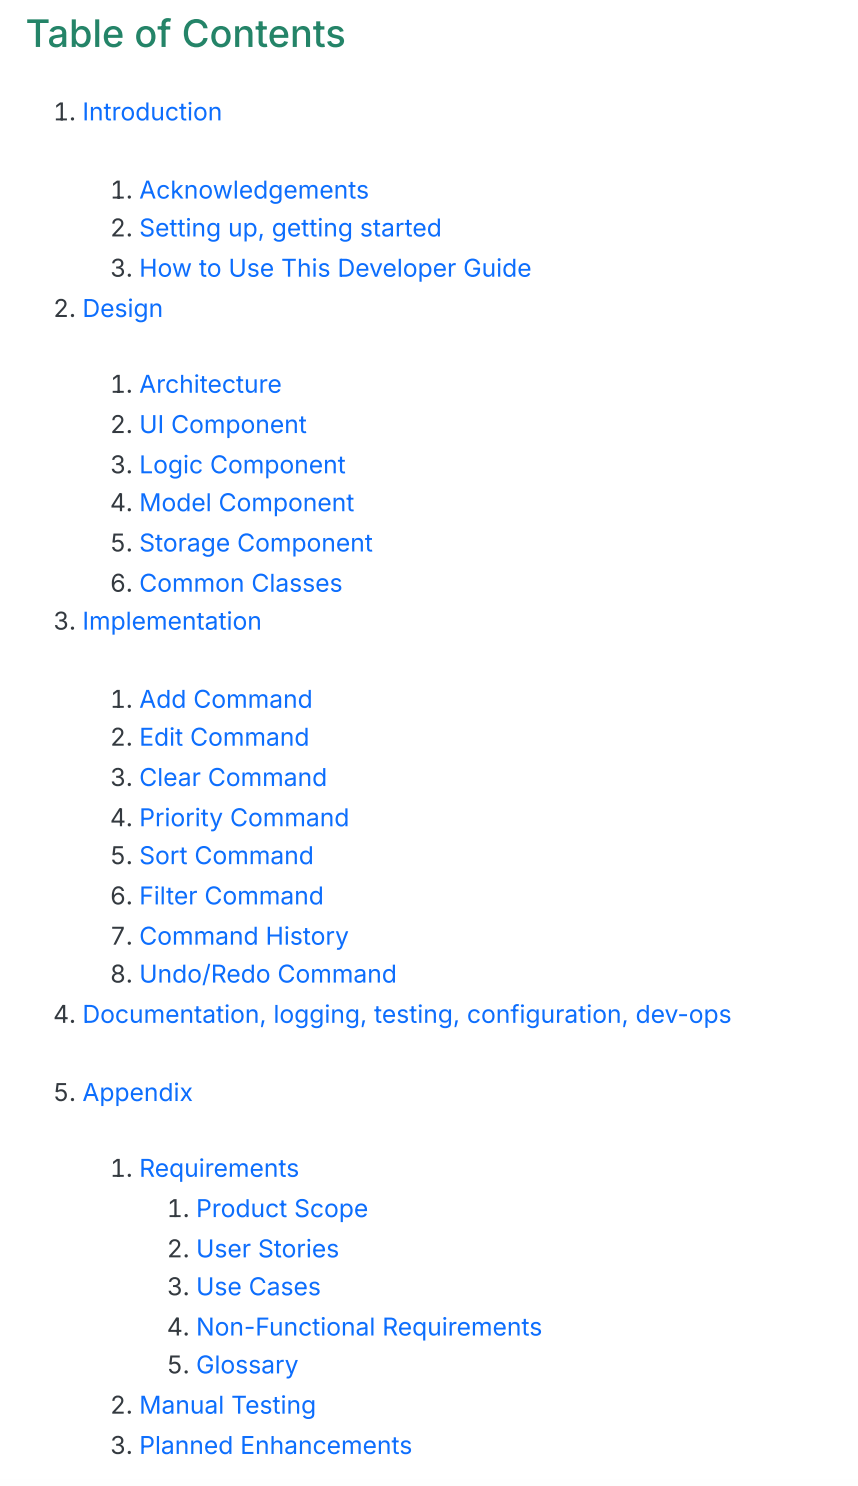 Table of Contents
1. Introduction
1. Acknowledgements
2. Setting up, getting started
3. How to Use This Developer Guide
2. Design
1. Architecture
2. UI Component
3. Logic Component
4. Model Component
5. Storage Component
6. Common Classes
3. Implementation
1. Add Command
2. Edit Command
3. Clear Command
4. Priority Command
5. Sort Command
6. Filter Command
7. Command History
8. Undo/Redo Command
4. Documentation, logging, testing, configuration, dev-ops
5. Appendix
1. Requirements
1. Product Scope
2. User Stories
3. Use Cases
4. Non-Functional Requirements
5. Glossary
2. Manual Testing
3. Planned Enhancements